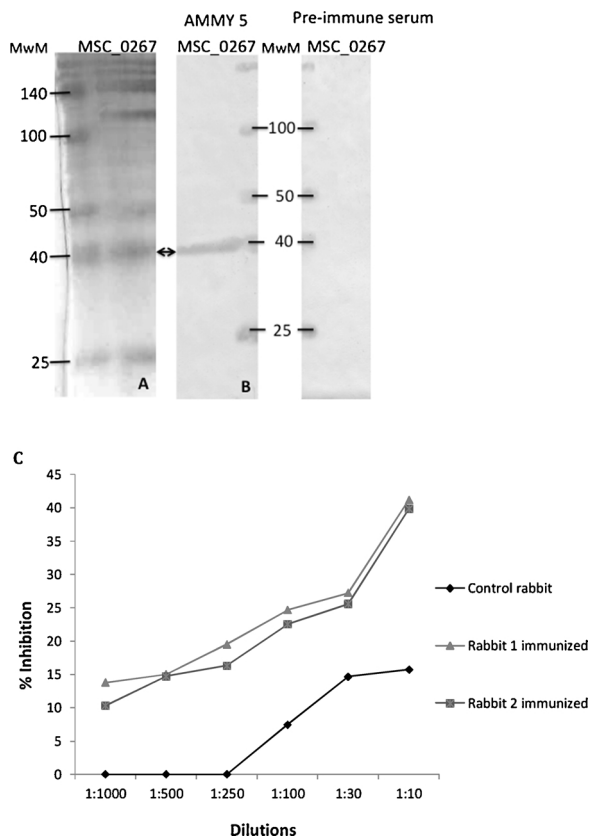 AMMY 5
Pre-immune serum
MwM
MSC_0267
MSC_0267
MwM
MSC_0267
140
100
50
40
25
A
100
50
40
25
B
C
45
40
35
30
25
20
15
10
5
0
% Inhibition
1:1000
1:500
1:250
1:100
1:30
1:10
Dilutions
Control rabbit
Rabbit 1 immunized
Rabbit 2 immunized